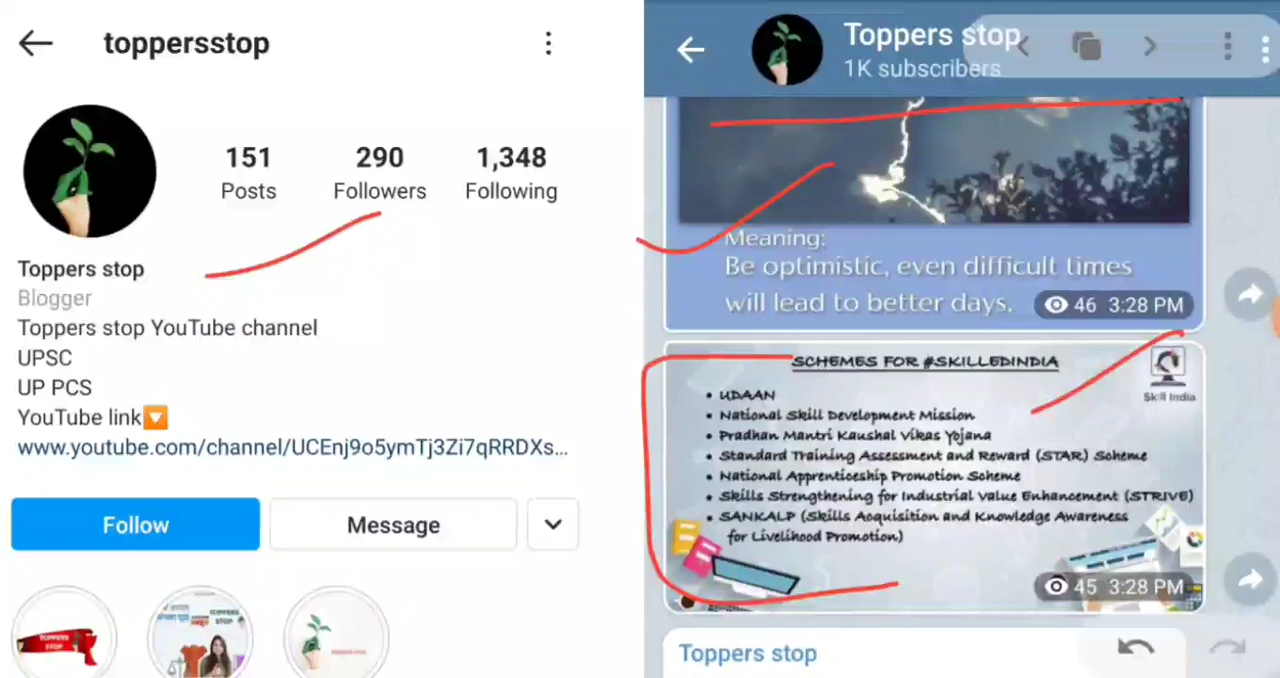 toppersstop
151
290
1,348
Posts
Followers
Following
Toppers stop
Blogger
Toppers stop YouTube channel
UPSC
UP PCS
YouTube link🔽
www.youtube.com/channel/UCEnj9o5ymTj3Zi7qRRDXs...
Follow
Message
TOPPERS
STOP
Toppers stop
1K subscribers
Meaning:
Be optimistic, even difficult times
will lead to better days.
46 3:28 PM
SCHEMES FOR #SKILLEDINDIA
Skill India
• UDAAN
• National Skill Development Mission
• Pradhan Mantri Kaushal Vikas Yojana
• Standard Training Assessment and Reward (STAR) Scheme
• National Apprenticeship Promotion Scheme
• Skills Strengthening for Industrial Value Enhancement (STRIVE)
• SANKALP (Skills Acquisition and Knowledge Awareness
for Livelihood Promotion)
45 3:28 PM
Toppers stop